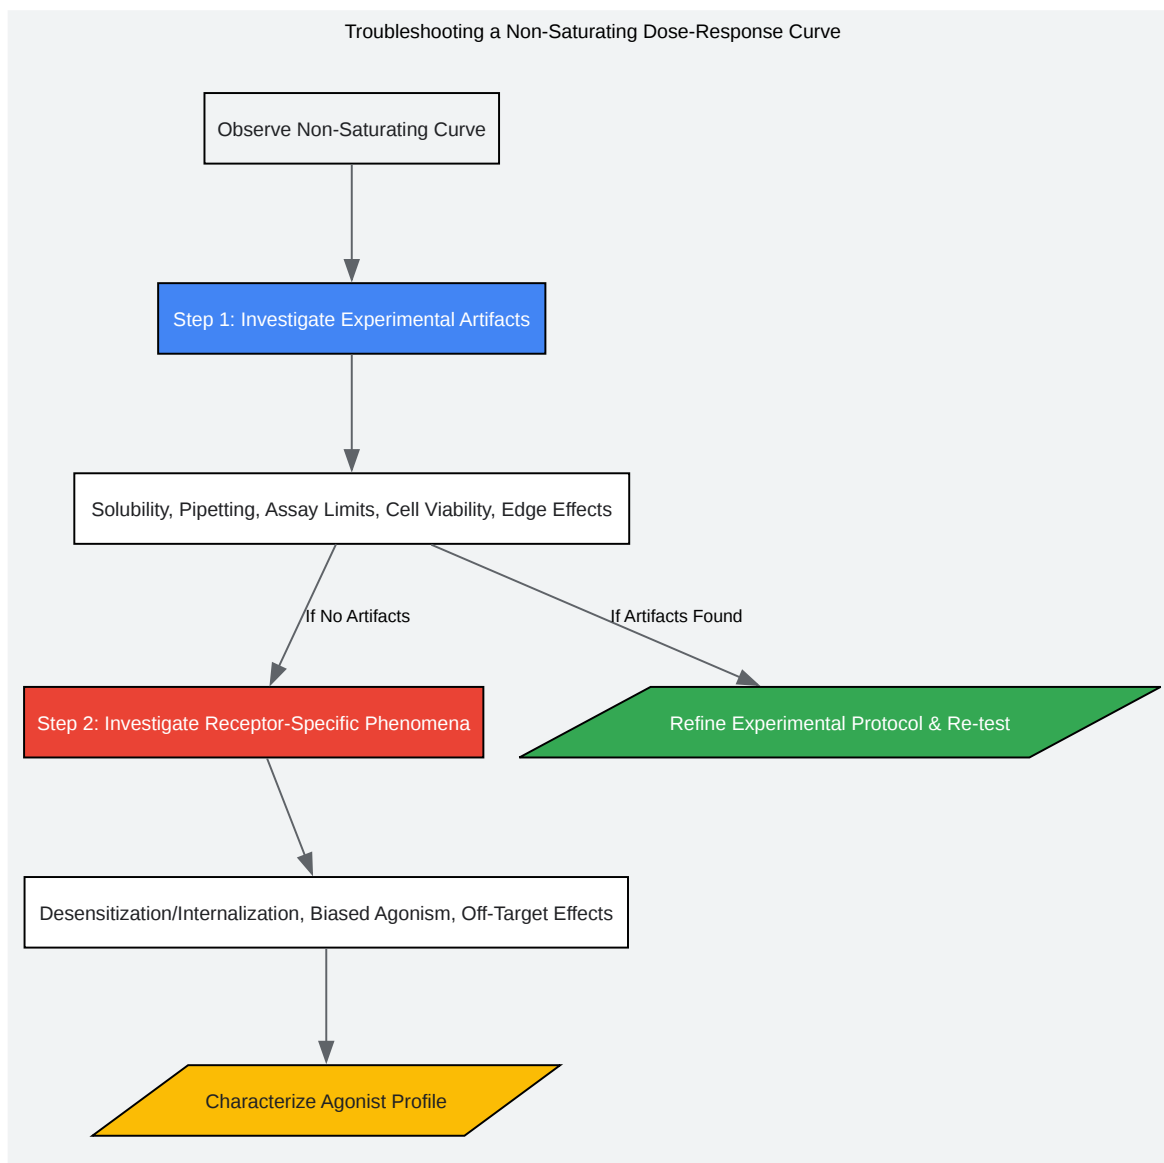 Troubleshooting a Non-Saturating Dose-Response Curve
Observe Non-Saturating Curve
Step 1: Investigate Experimental Artifacts
Solubility, Pipetting, Assay Limits, Cell Viability, Edge Effects
If No Artifacts
If Artifacts Found
Step 2: Investigate Receptor-Specific Phenomena
Refine Experimental Protocol & Re-test
Desensitization/Internalization, Biased Agonism, Off-Target Effects
Characterize Agonist Profile